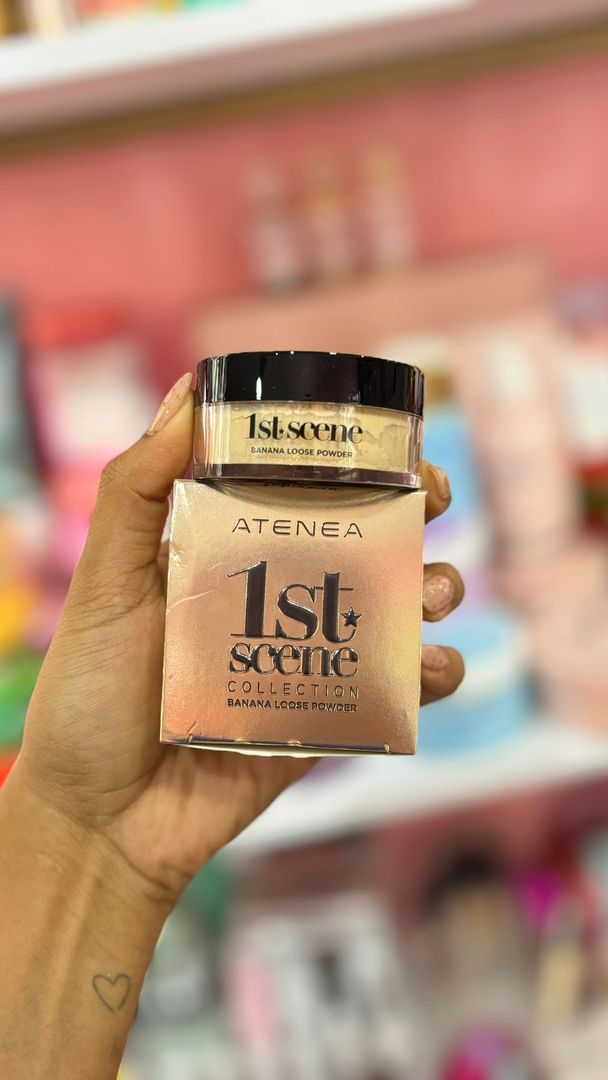 1st★scene
BANANA LOOSE POWDER
ATENEA
1st★
scene
COLLECTION
BANANA LOOSE POWDER